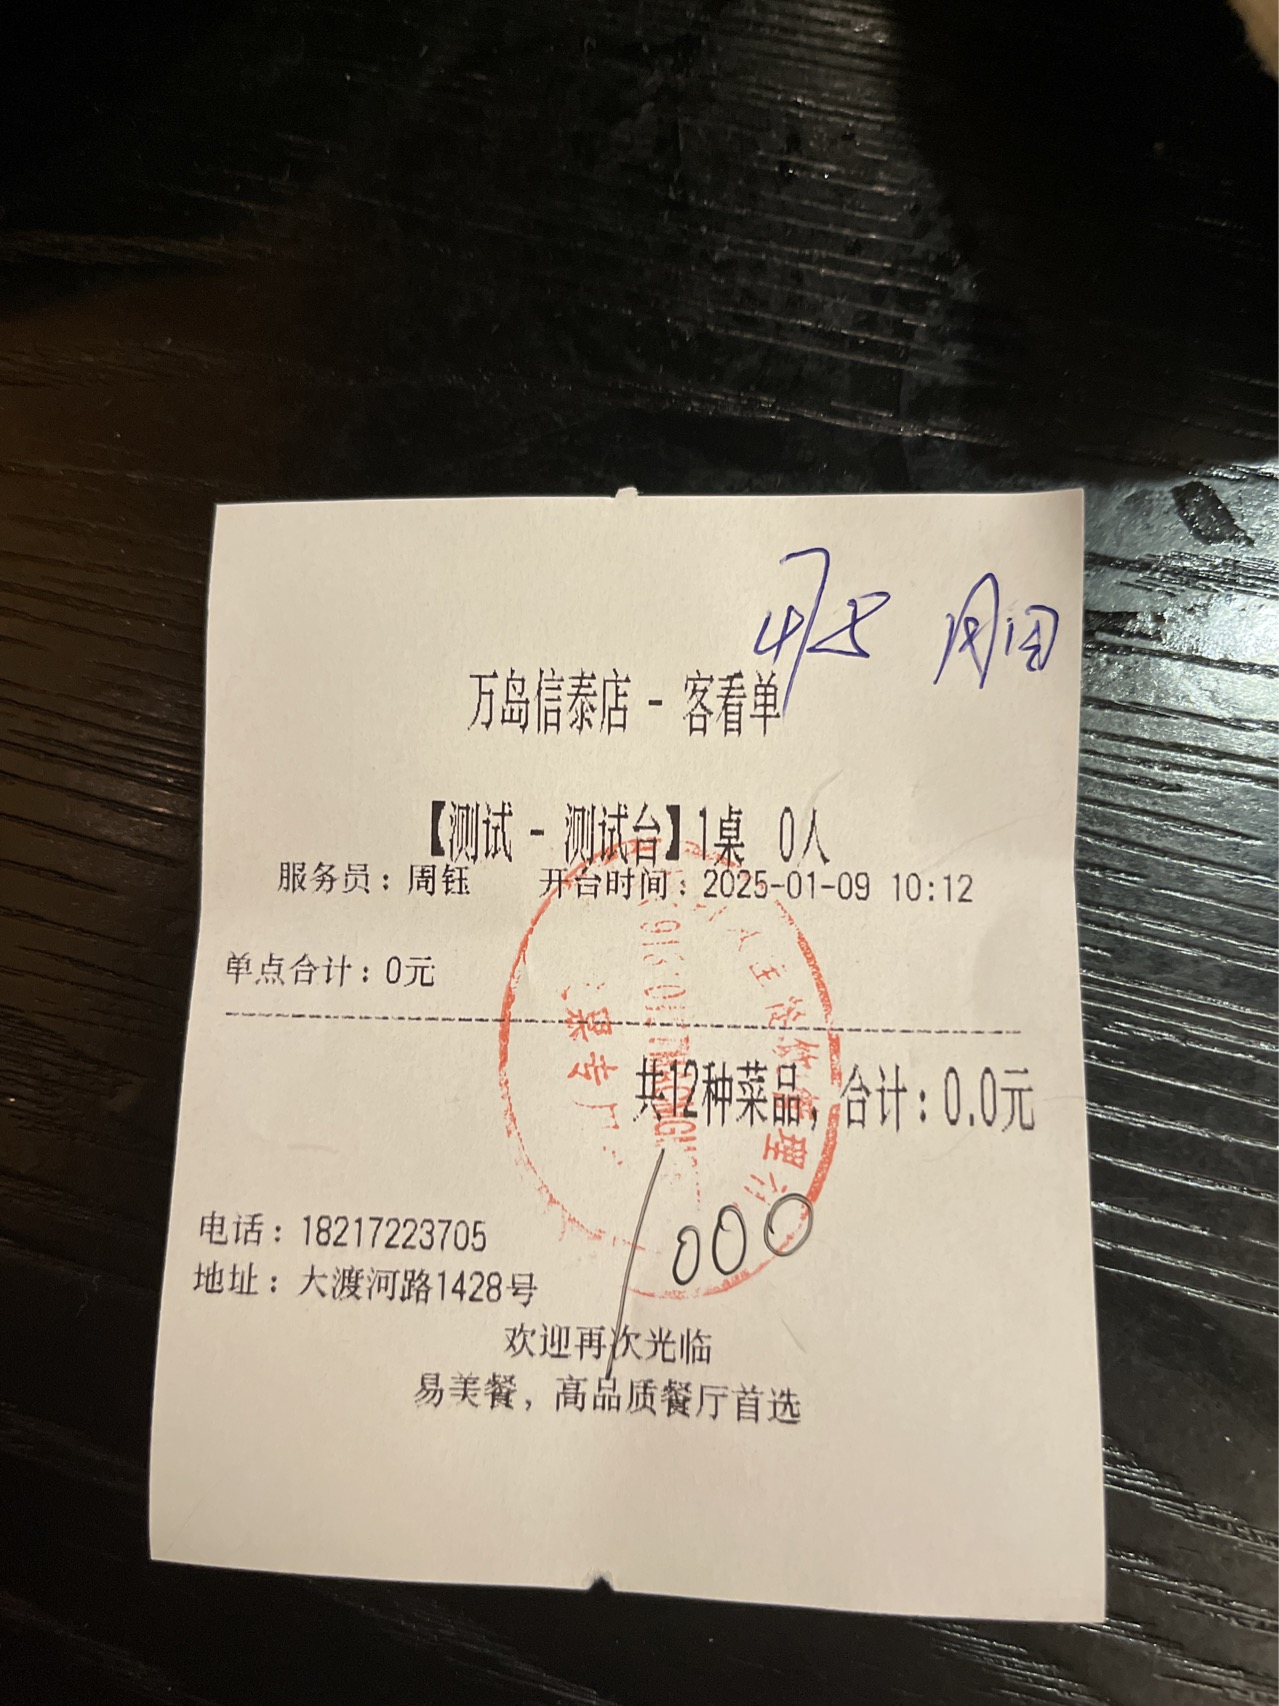 万岛信泰店 - 客看单
【测试 - 测试台】1桌 0人
服务员：周钰 开台时间：2025-01-09 10:12
单点合计：0元
共12种菜品，合计：0.0元
1000
电话：18217223705
地址：大渡河路1428号
欢迎再次光临
易美餐，高品质餐厅首选